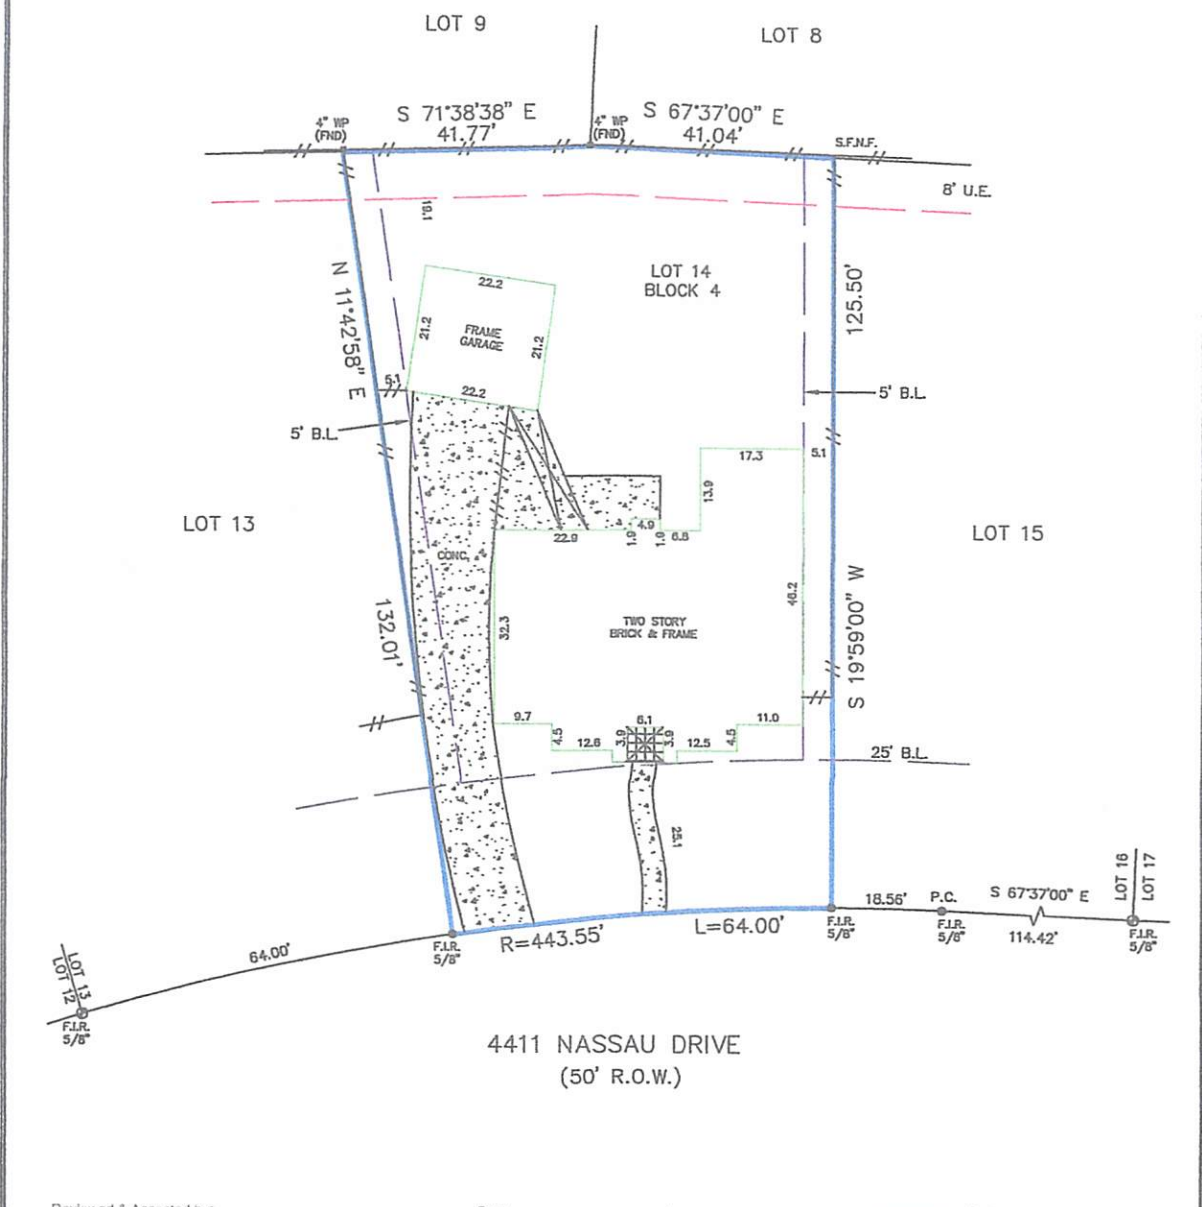 LOT 9
LOT 8
S 71°38'38" E
41.77'
S 67°37'00" E
41.04'
4" WP
(FND)
4" WP
(FND)
S.F.N.F.
8' U.E.
19.1
LOT 14
BLOCK 4
N 11°42'58" E
132.01'
125.50'
S 19°59'00" W
22.2
21.2
FRAME
GARAGE
21.2
22.2
5.1
5' B.L.
5' B.L.
17.3
5.1
13.9
LOT 13
LOT 15
4.9
22.9
1.9
1.9
6.8
CONC.
32.3
46.2
TWO STORY
BRICK & FRAME
9.7
4.5
12.6
3.9
6.1
3.9
12.5
4.5
11.0
25' B.L.
25.1
18.56'
P.C.
S 67°37'00" E
114.42'
LOT 16
LOT 17
F.I.R.
5/8"
F.I.R.
5/8"
F.I.R.
5/8"
F.I.R.
5/8"
R=443.55'
L=64.00'
64.00'
LOT 13
LOT 12
F.I.R.
5/8"
4411 NASSAU DRIVE
(50' R.O.W.)